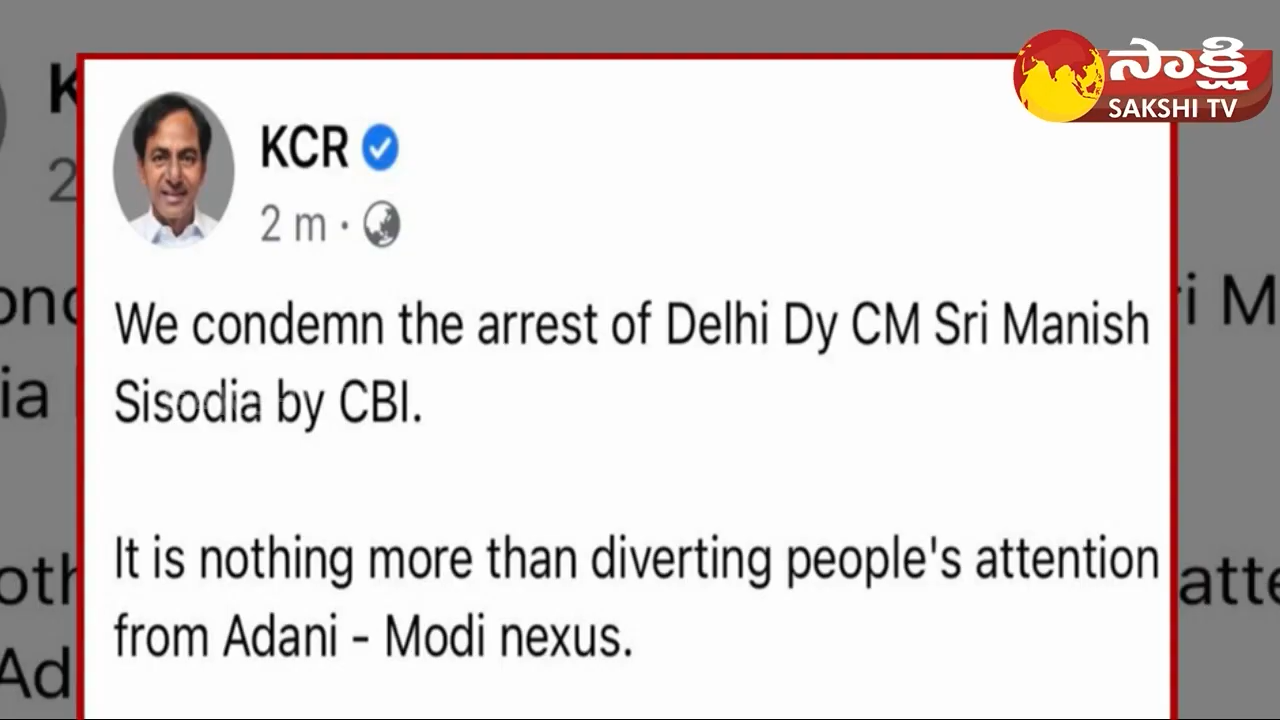 సాక్షి
SAKSHI TV
KCR
2 m ·
We condemn the arrest of Delhi Dy CM Sri Manish
Sisodia by CBI.
It is nothing more than diverting people's attention
from Adani - Modi nexus.